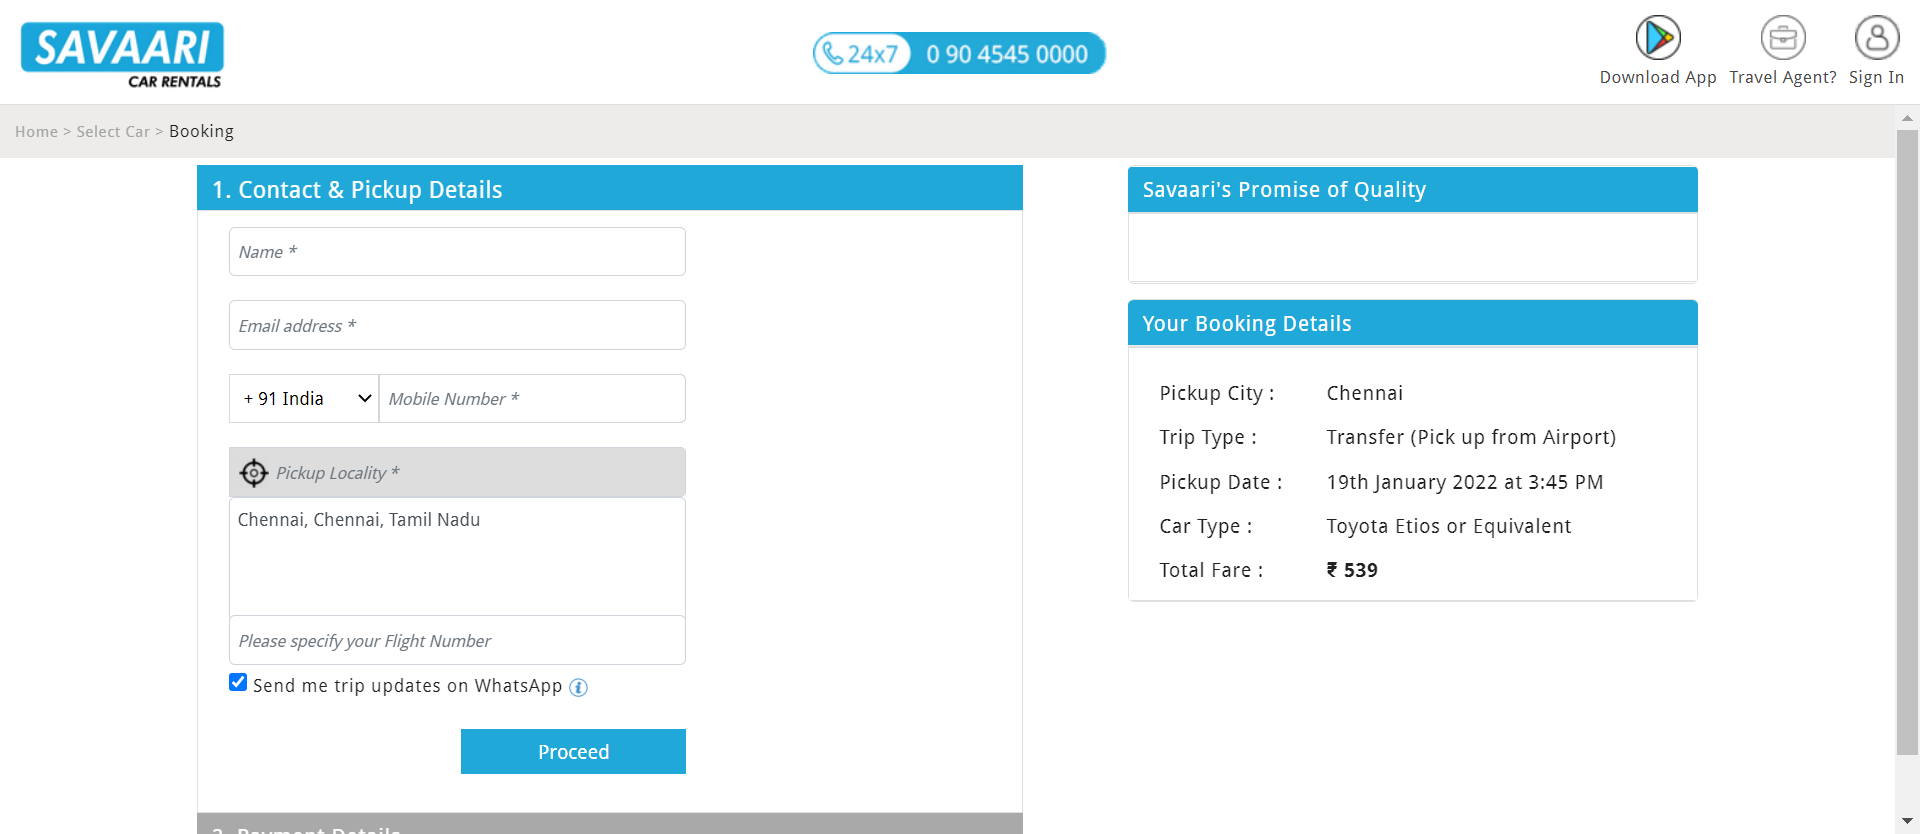 SAVAARI
CAR RENTALS
24x7 0 90 4545 0000
Download App
Travel Agent?
Sign In
Home > Select Car > Booking
1. Contact & Pickup Details
Name *
Email address *
+ 91 India
Mobile Number *
Pickup Locality *
Chennai, Chennai, Tamil Nadu
Please specify your Flight Number
Send me trip updates on WhatsApp
Proceed
2. Payment Details
Savaari's Promise of Quality
Your Booking Details
Pickup City : Chennai
Trip Type : Transfer (Pick up from Airport)
Pickup Date : 19th January 2022 at 3:45 PM
Car Type : Toyota Etios or Equivalent
Total Fare : ₹ 539